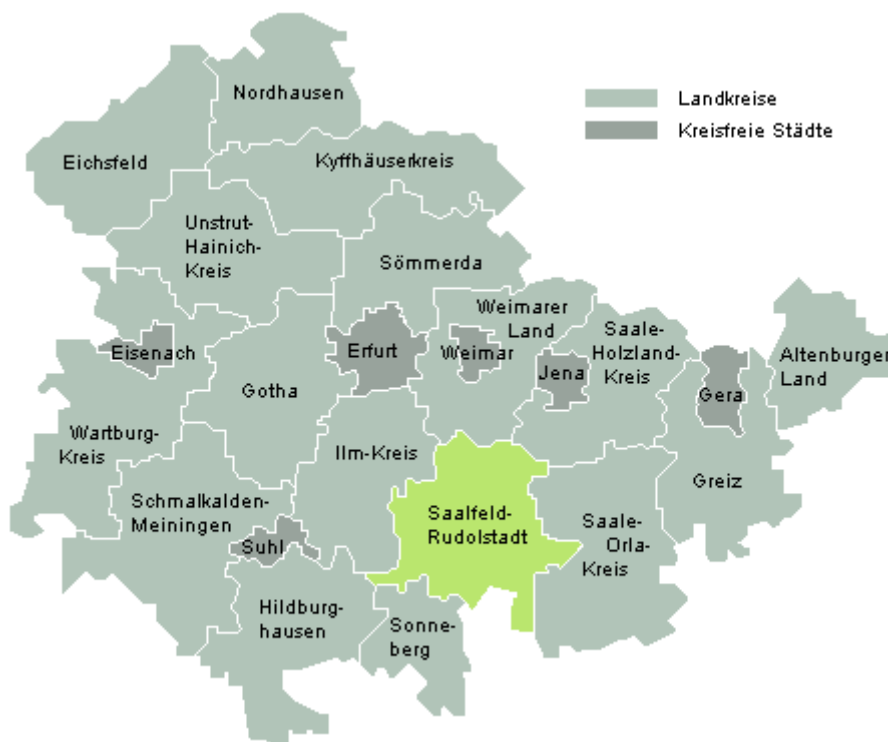 Nordhausen
Landkreise
Kreisfreie Städte
Eichsfeld
Kyffhäuserkreis
Unstrut-
Hainich-
Kreis
Sömmerda
Weimarer
Land
Saale-
Holzland-
Kreis
Eisenach
Erfurt
Weimar
Jena
Altenburger
Land
Gotha
Gera
Wartburg-
Kreis
Ilm-Kreis
Greiz
Schmalkalden-
Meiningen
Saalfeld-
Rudolstadt
Saale-
Orla-
Kreis
Suhl
Hildburg-
hausen
Sonne-
berg